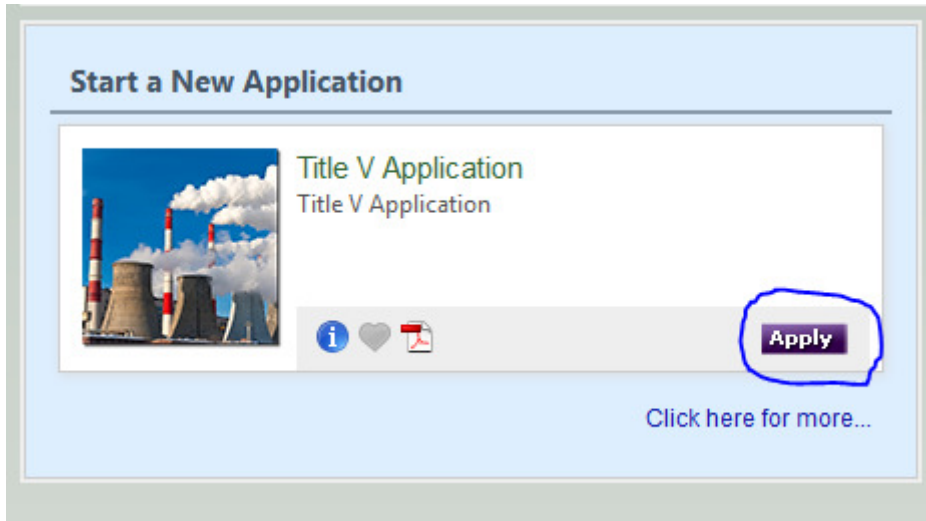 Start a New Application
Title V Application
Title V Application
Apply
Click here for more...